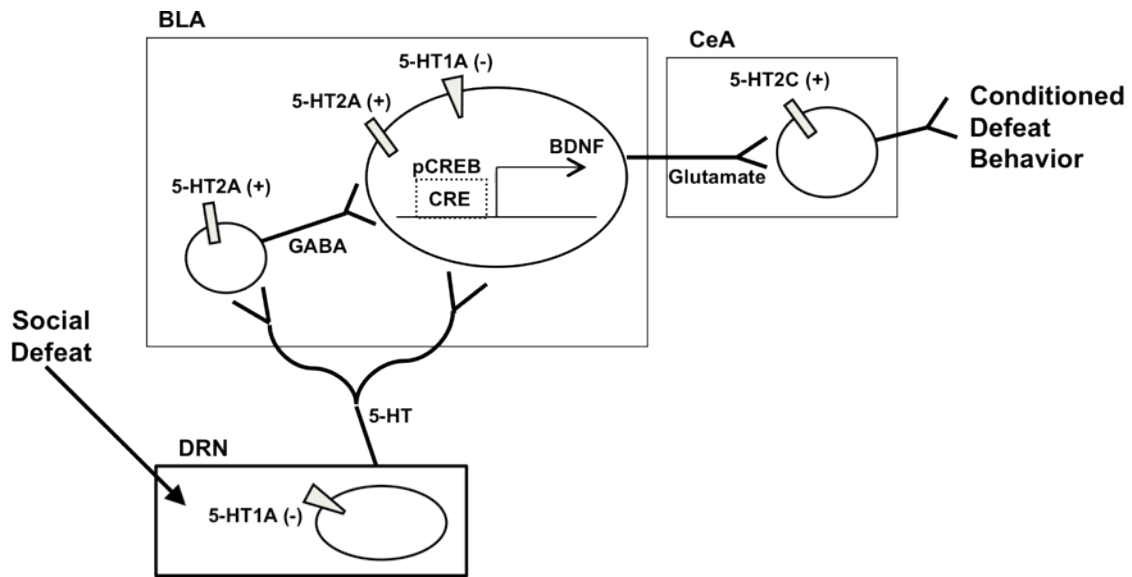 BLA
CeA
5-HT1A (-)
5-HT2C (+)
5-HT2A (+)
Conditioned
Defeat
Behavior
BDNF
pCREB
CRE
Glutamate
5-HT2A (+)
GABA
Social
Defeat
5-HT
DRN
5-HT1A (-)